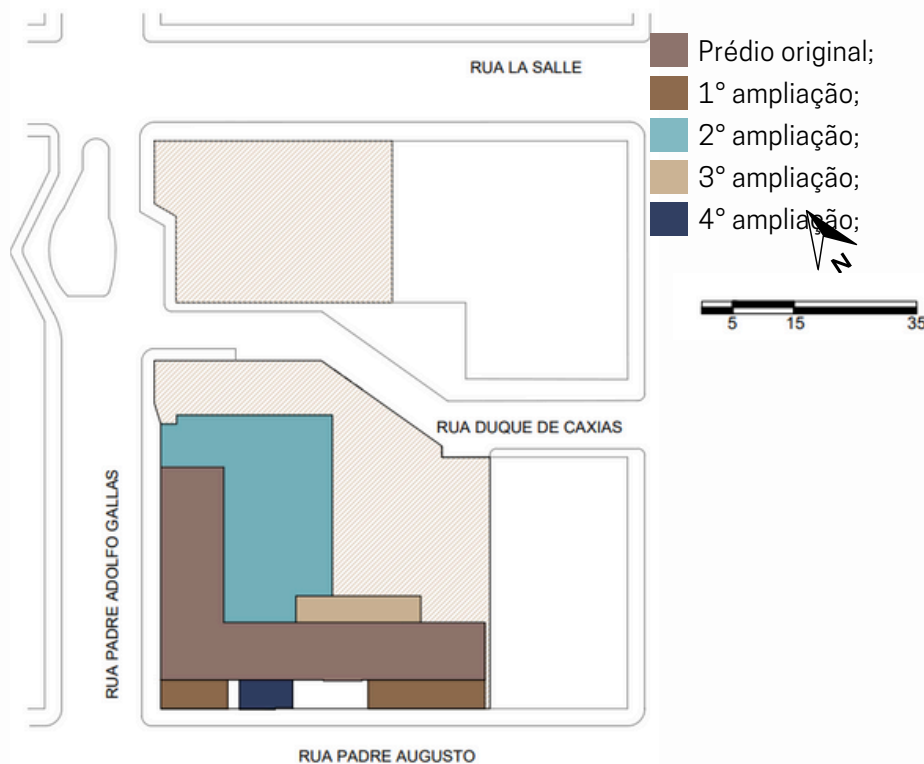 RUA LA SALLE
Prédio original;
1° ampliação;
2° ampliação;
3° ampliação;
4° ampliação;
N
5 15 35
RUA DUQUE DE CAXIAS
RUA PADRE ADOLFO GALLAS
RUA PADRE AUGUSTO